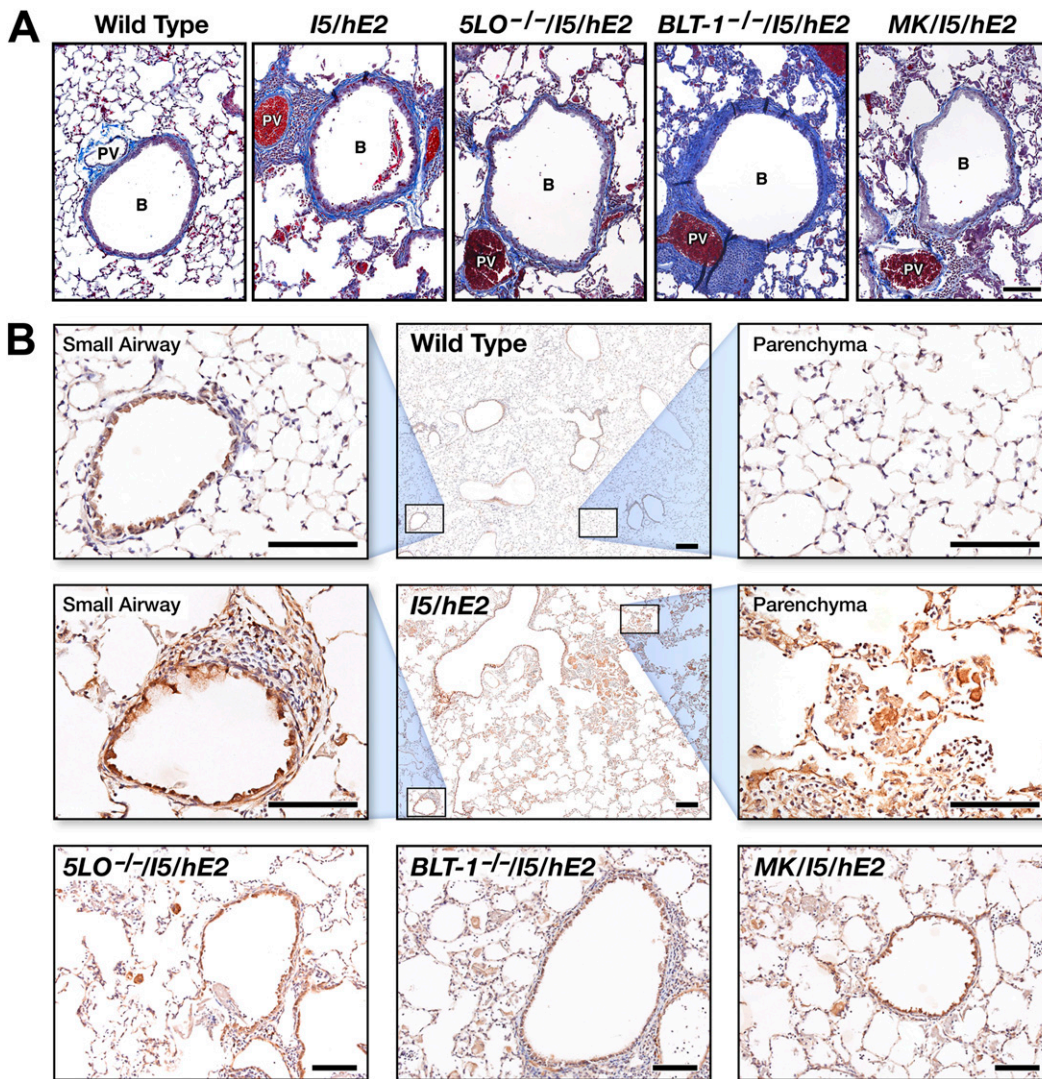 A
Wild Type
I5/hE2
5LO⁻/⁻/I5/hE2
BLT-1⁻/⁻/I5/hE2
MK/I5/hE2
PV
B
PV
B
B
PV
B
PV
B
PV
B
Small Airway
Wild Type
Parenchyma
Small Airway
I5/hE2
Parenchyma
5LO⁻/⁻/I5/hE2
BLT-1⁻/⁻/I5/hE2
MK/I5/hE2